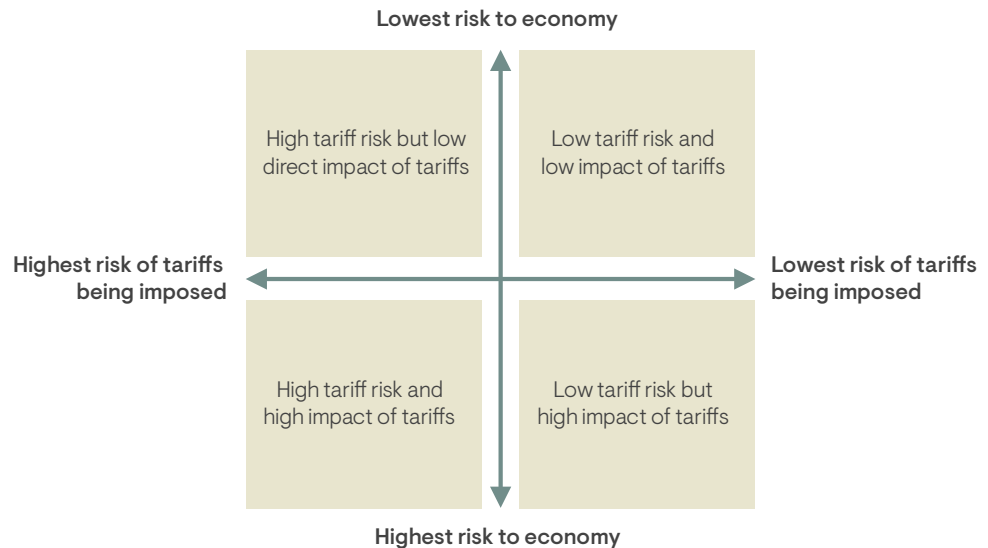 Lowest risk to economy
High tariff risk but low
direct impact of tariffs
Low tariff risk and
low impact of tariffs
Highest risk of tariffs
being imposed
Lowest risk of tariffs
being imposed
High tariff risk and
high impact of tariffs
Low tariff risk but
high impact of tariffs
Highest risk to economy